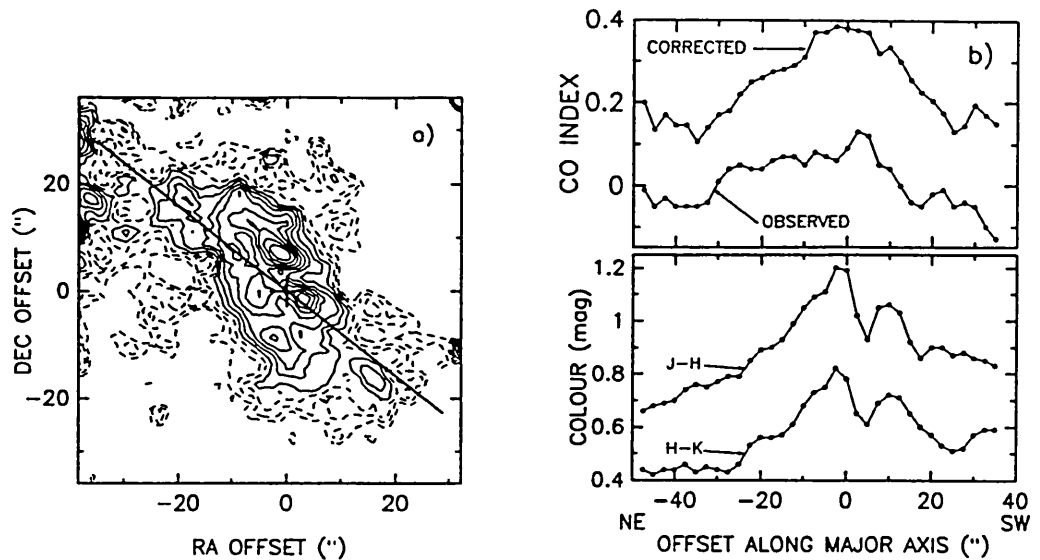 a)
20
0
-20
DEC OFFSET (")
-20 0 20
RA OFFSET (")
b)
0.4
0.2
0
CO INDEX
CORRECTED
OBSERVED
1.2
1.0
0.8
0.6
0.4
COLOUR (mag)
J-H
H-K
-40 -20 0 20 40
NE SW
OFFSET ALONG MAJOR AXIS (")